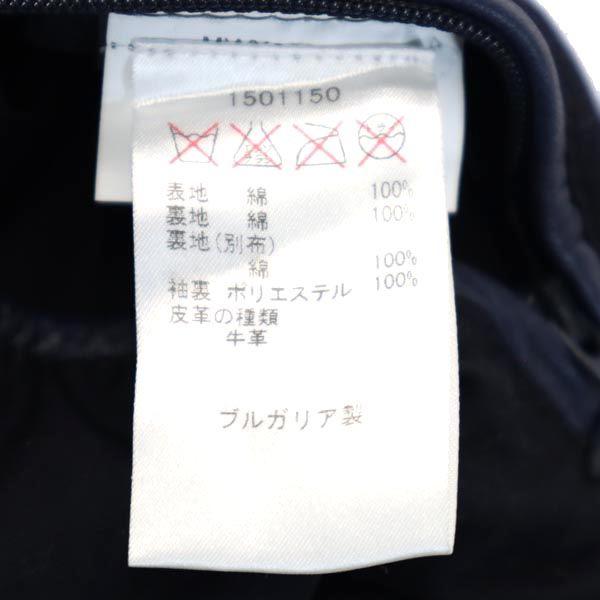 1501150
表地 綿 100%
裏地 綿 100%
裏地(別布)
綿 100%
袖裏 ポリエステル 100%
皮革の種類
牛革
ブルガリア製